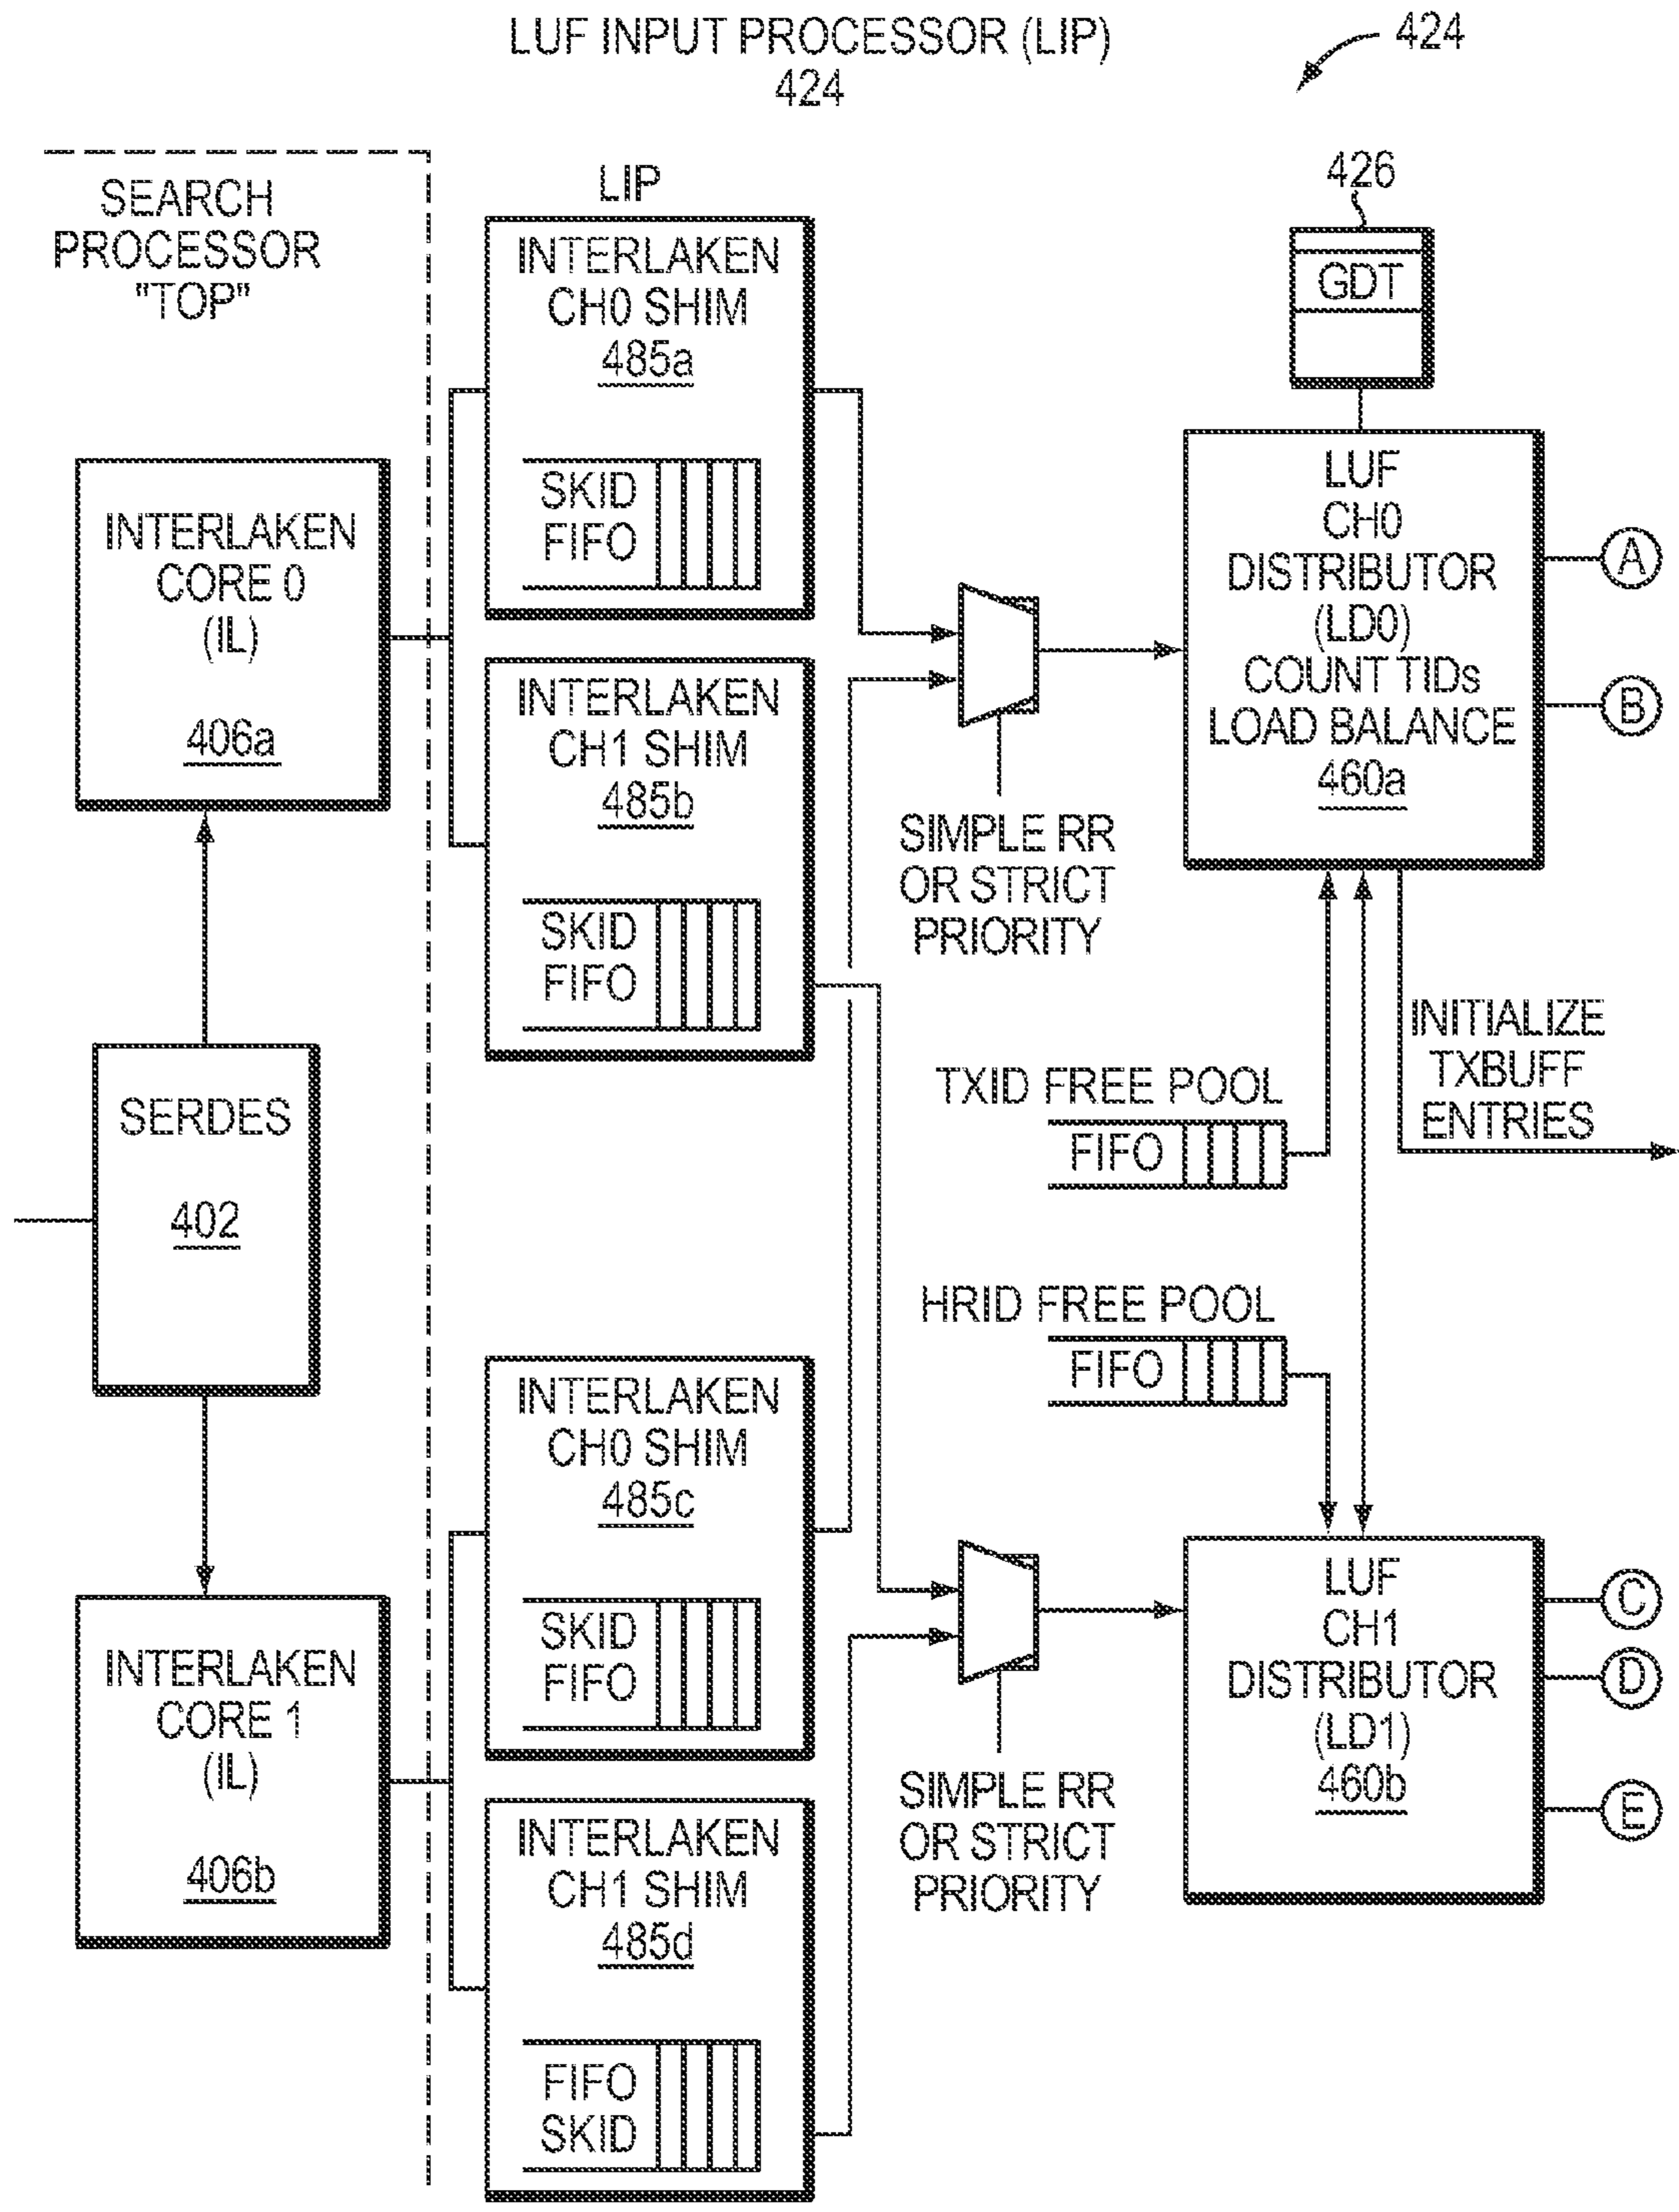 LUF INPUT PROCESSOR (LIP)
424
424
SEARCH
PROCESSOR
"TOP"
LIP
INTERLAKEN
CH0 SHIM
485a
SKID
FIFO
426
GDT
INTERLAKEN
CORE 0
(IL)
406a
INTERLAKEN
CH1 SHIM
485b
SKID
FIFO
SIMPLE RR
OR STRICT
PRIORITY
LUF
CH0
DISTRIBUTOR
(LD0)
COUNT TIDs
LOAD BALANCE
460a
A
B
SERDES
402
TXID FREE POOL
FIFO
INITIALIZE
TXBUFF
ENTRIES
HRID FREE POOL
FIFO
INTERLAKEN
CORE 1
(IL)
406b
INTERLAKEN
CH0 SHIM
485c
SKID
FIFO
INTERLAKEN
CH1 SHIM
485d
FIFO
SKID
SIMPLE RR
OR STRICT
PRIORITY
LUF
CH1
DISTRIBUTOR
(LD1)
460b
C
D
E